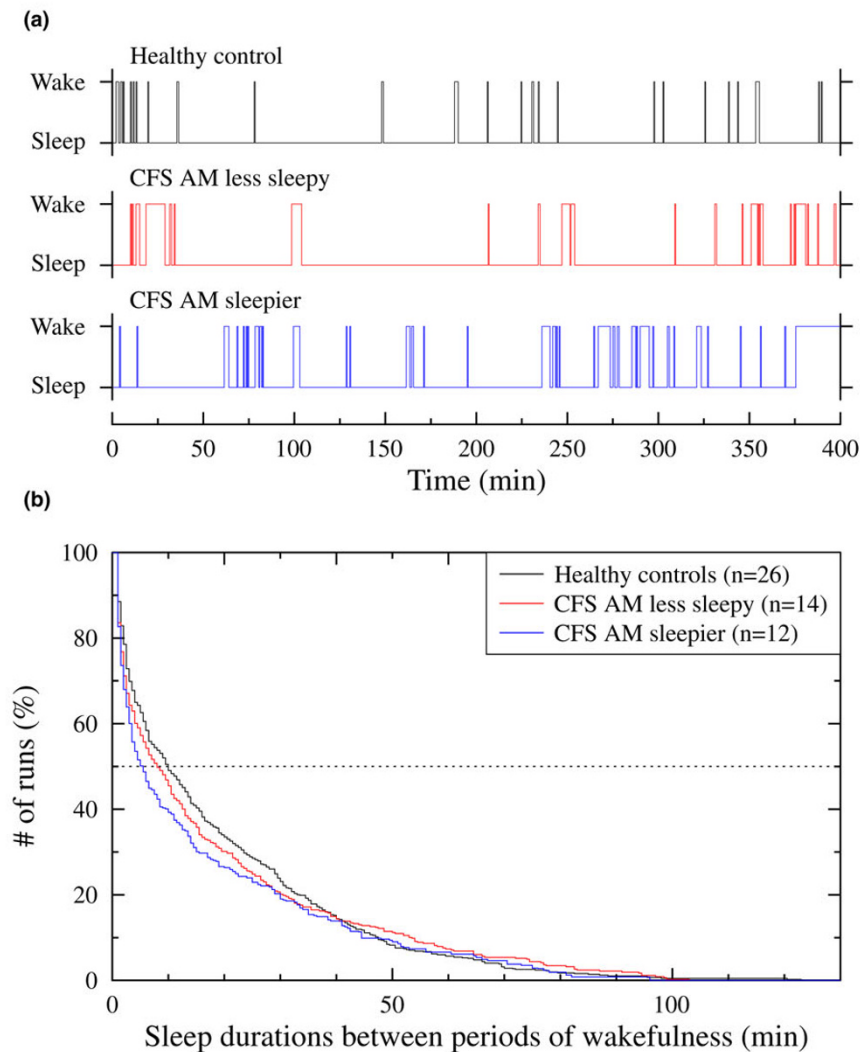 (a)
Healthy control
Wake
Sleep
CFS AM less sleepy
Wake
Sleep
CFS AM sleepier
Wake
Sleep
0 50 100 150 200 250 300 350 400
Time (min)
(b)
100
80
60
40
20
0
# of runs (%)
Healthy controls (n=26)
CFS AM less sleepy (n=14)
CFS AM sleepier (n=12)
0 50 100
Sleep durations between periods of wakefulness (min)